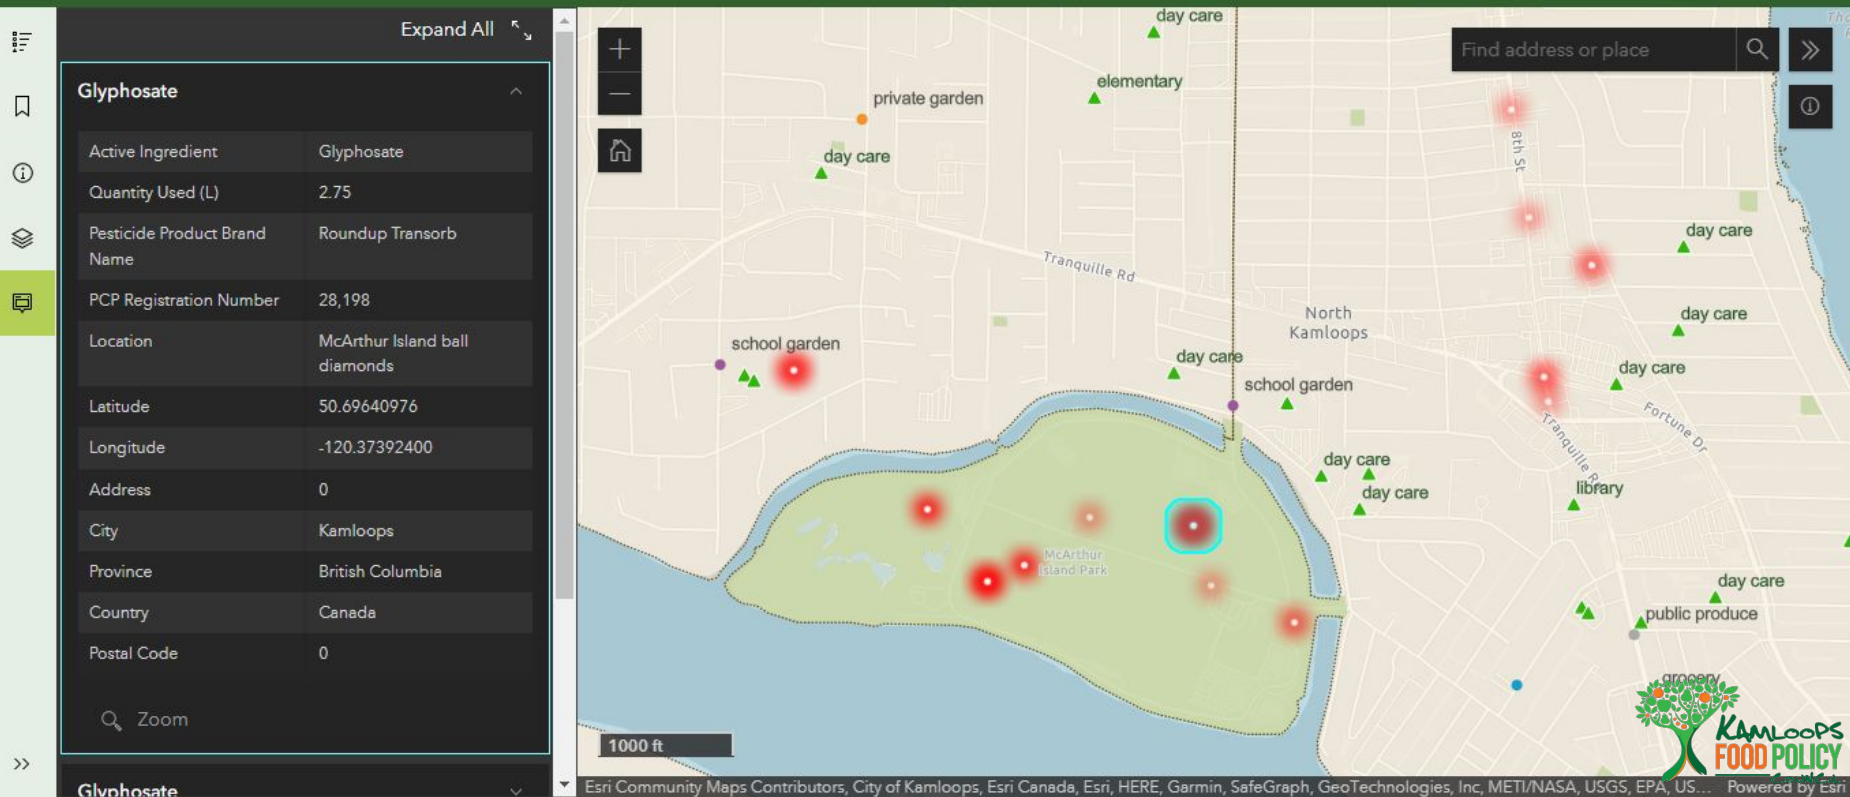 Expand All
Glyphosate
Active Ingredient Glyphosate
Quantity Used (L) 2.75
Pesticide Product Brand Name Roundup Transorb
PCP Registration Number 28,198
Location McArthur Island ball diamonds
Latitude 50.69640976
Longitude -120.37392400
Address 0
City Kamloops
Province British Columbia
Country Canada
Postal Code 0
Zoom
Glyphosate
day care
Find address or place
elementary
private garden
day care
8th St
day care
Tranquille Rd
North
Kamloops
day care
school garden
day care
day care
school garden
Fortune Dr
Tranquille Rd
day care
day care
library
McArthur
Island Park
day care
public produce
grocery
1000 ft
KAMLOOPS
FOOD POLICY
Esri Community Maps Contributors, City of Kamloops, Esri Canada, Esri, HERE, Garmin, SafeGraph, GeoTechnologies, Inc, METI/NASA, USGS, EPA, US... Powered by Esri